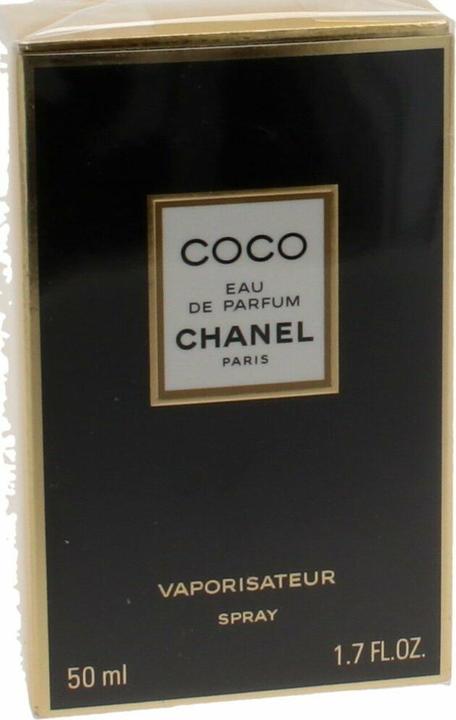 COCO
EAU
DE PARFUM
CHANEL
PARIS
VAPORISATEUR
SPRAY
50 ml 1.7 FL.OZ.